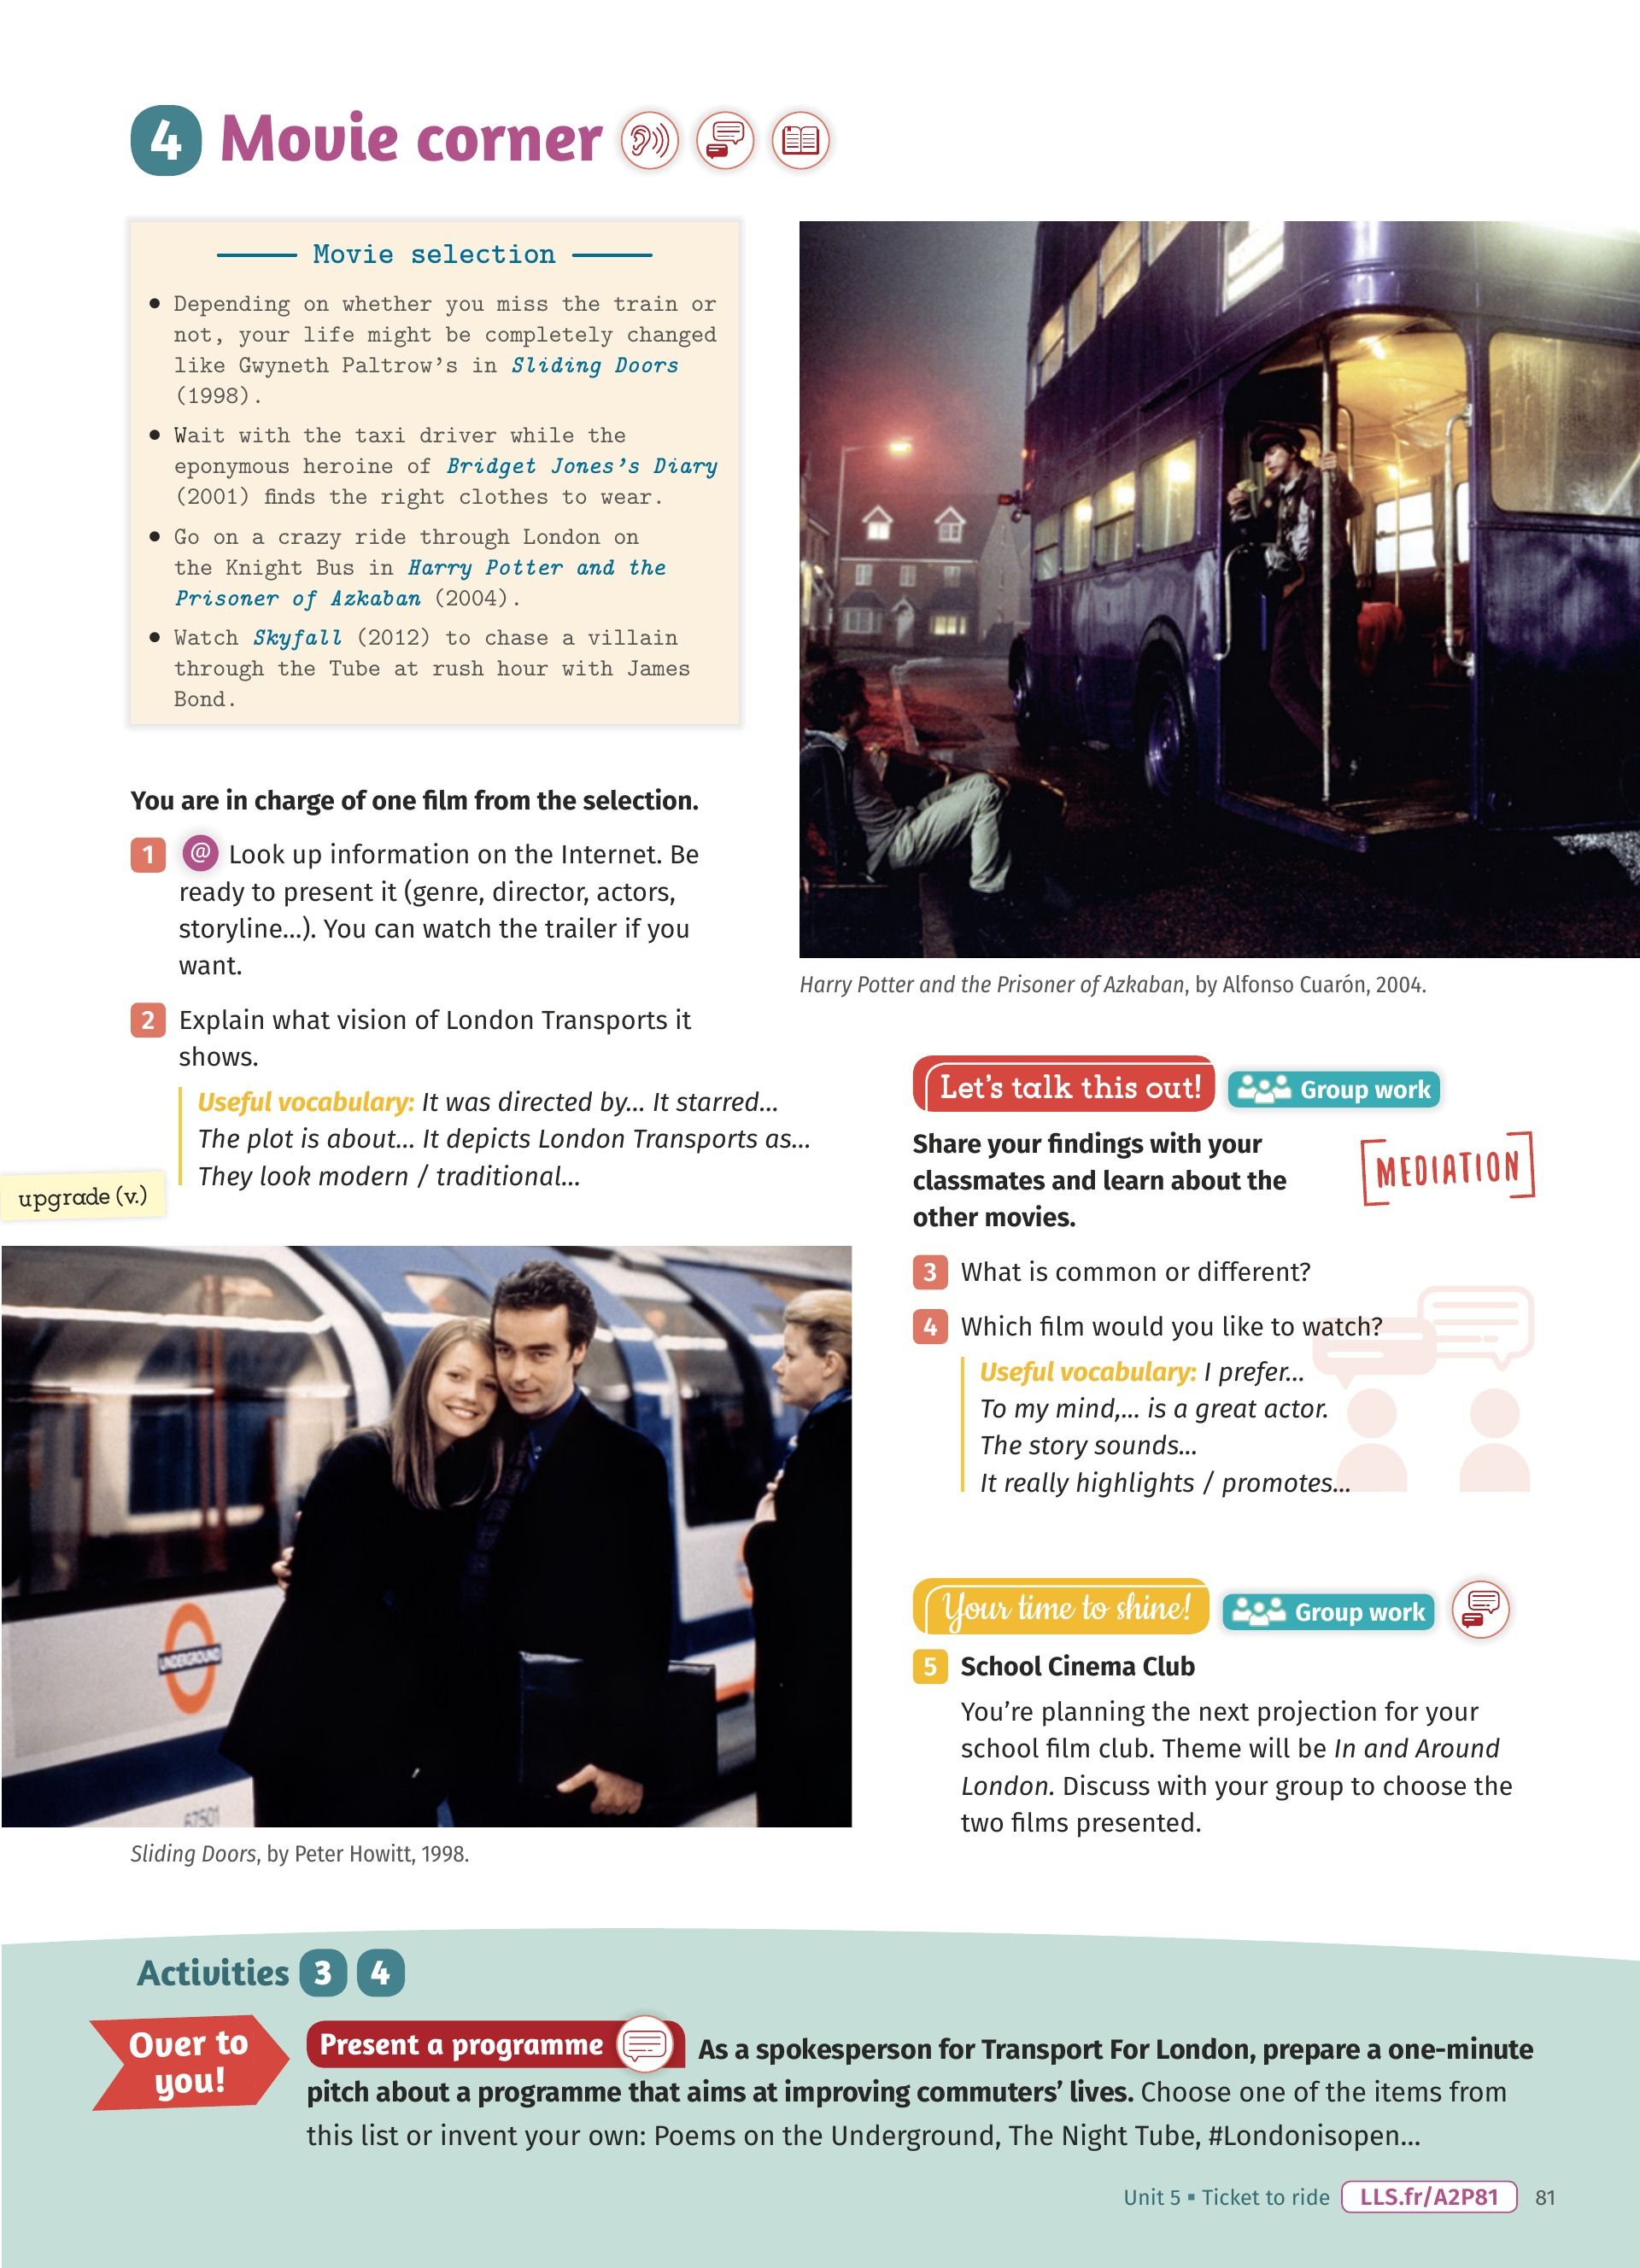 4 Movie corner
Movie selection
● Depending on whether you miss the train or
not, your life might be completely changed
like Gwyneth Paltrow's in Sliding Doors
(1998).
● Wait with the taxi driver while the
eponymous heroine of Bridget Jones's Diary
(2001) finds the right clothes to wear.
● Go on a crazy ride through London on
the Knight Bus in Harry Potter and the
Prisoner of Azkaban (2004).
● Watch Skyfall (2012) to chase a villain
through the Tube at rush hour with James
Bond.
You are in charge of one film from the selection.
1 @ Look up information on the Internet. Be
ready to present it (genre, director, actors,
storyline…). You can watch the trailer if you
want.
2 Explain what vision of London Transports it
shows.
Useful vocabulary: It was directed by… It starred…
The plot is about… It depicts London Transports as…
They look modern / traditional…
upgrade (v.)
UNDERGROUND
67501
Sliding Doors, by Peter Howitt, 1998.
Harry Potter and the Prisoner of Azkaban, by Alfonso Cuarón, 2004.
Let's talk this out! Group work
Share your findings with your
classmates and learn about the
other movies.
MEDIATION
3 What is common or different?
4 Which film would you like to watch?
Useful vocabulary: I prefer…
To my mind,… is a great actor.
The story sounds…
It really highlights / promotes…
Your time to shine! Group work
5 School Cinema Club
You're planning the next projection for your
school film club. Theme will be In and Around
London. Discuss with your group to choose the
two films presented.
Activities 3 4
Over to
you!
Present a programme As a spokesperson for Transport For London, prepare a one-minute
pitch about a programme that aims at improving commuters' lives. Choose one of the items from
this list or invent your own: Poems on the Underground, The Night Tube, #Londonisopen…
Unit 5 ▪ Ticket to ride LLS.fr/A2P81 81